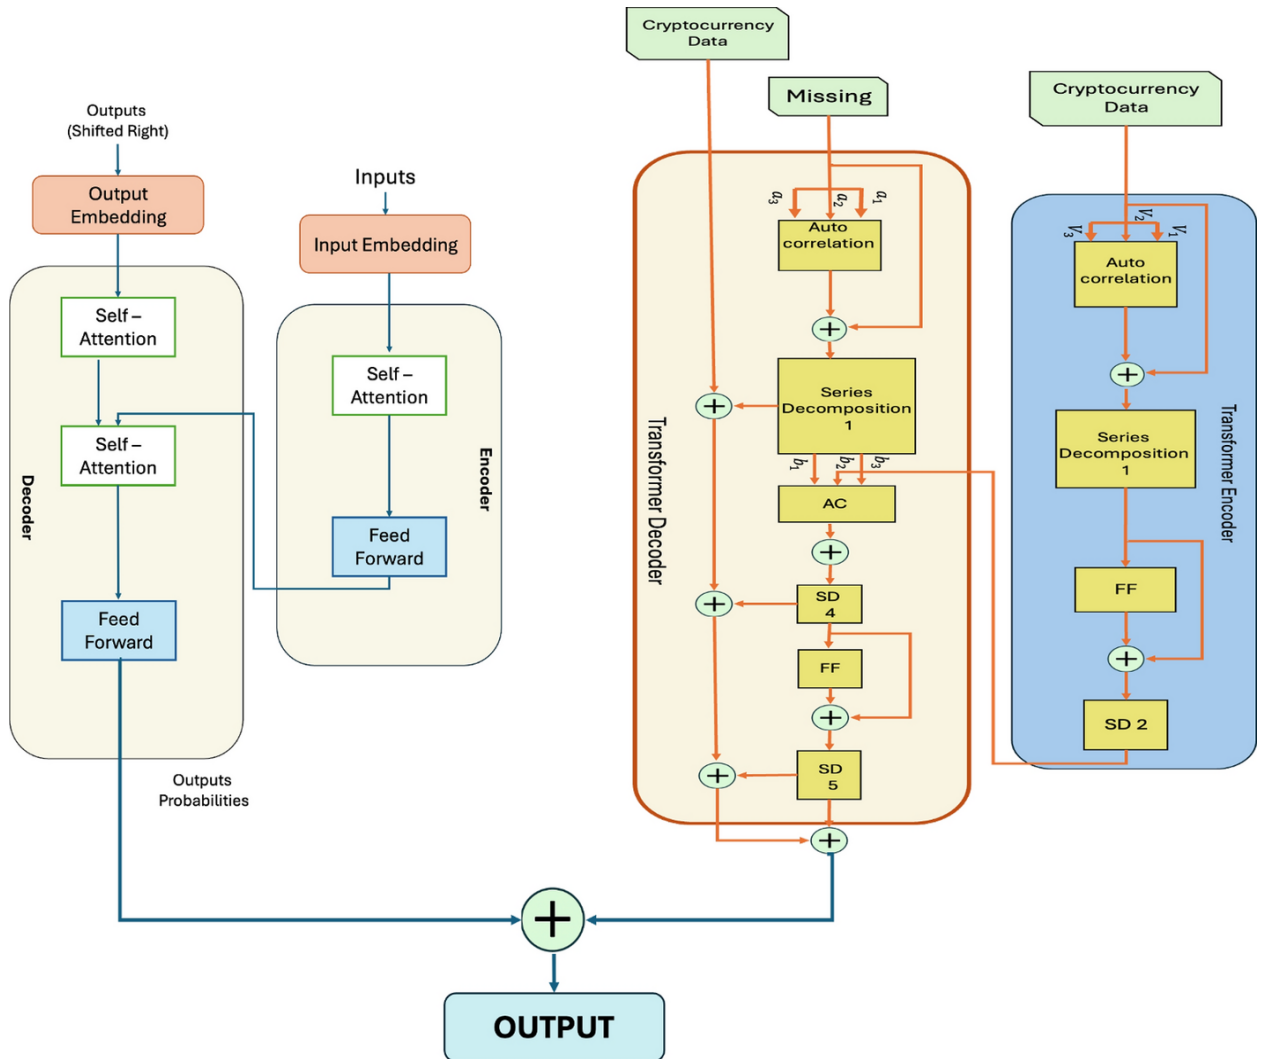 Outputs
(Shifted Right)
Output
Embedding
Self –
Attention
Self –
Attention
Decoder
Feed
Forward
Outputs
Probabilities
Inputs
Input Embedding
Self –
Attention
Encoder
Feed
Forward
Cryptocurrency
Data
Missing
a₃
a₂
a₁
Auto
correlation
+
Series
Decomposition
1
+
b₁
b₂
b₃
AC
+
Transformer Decoder
SD
4
+
FF
+
SD
5
+
+
Cryptocurrency
Data
V₃
V₂
V₁
Auto
correlation
+
Series
Decomposition
1
Transformer Encoder
FF
+
SD 2
+
OUTPUT